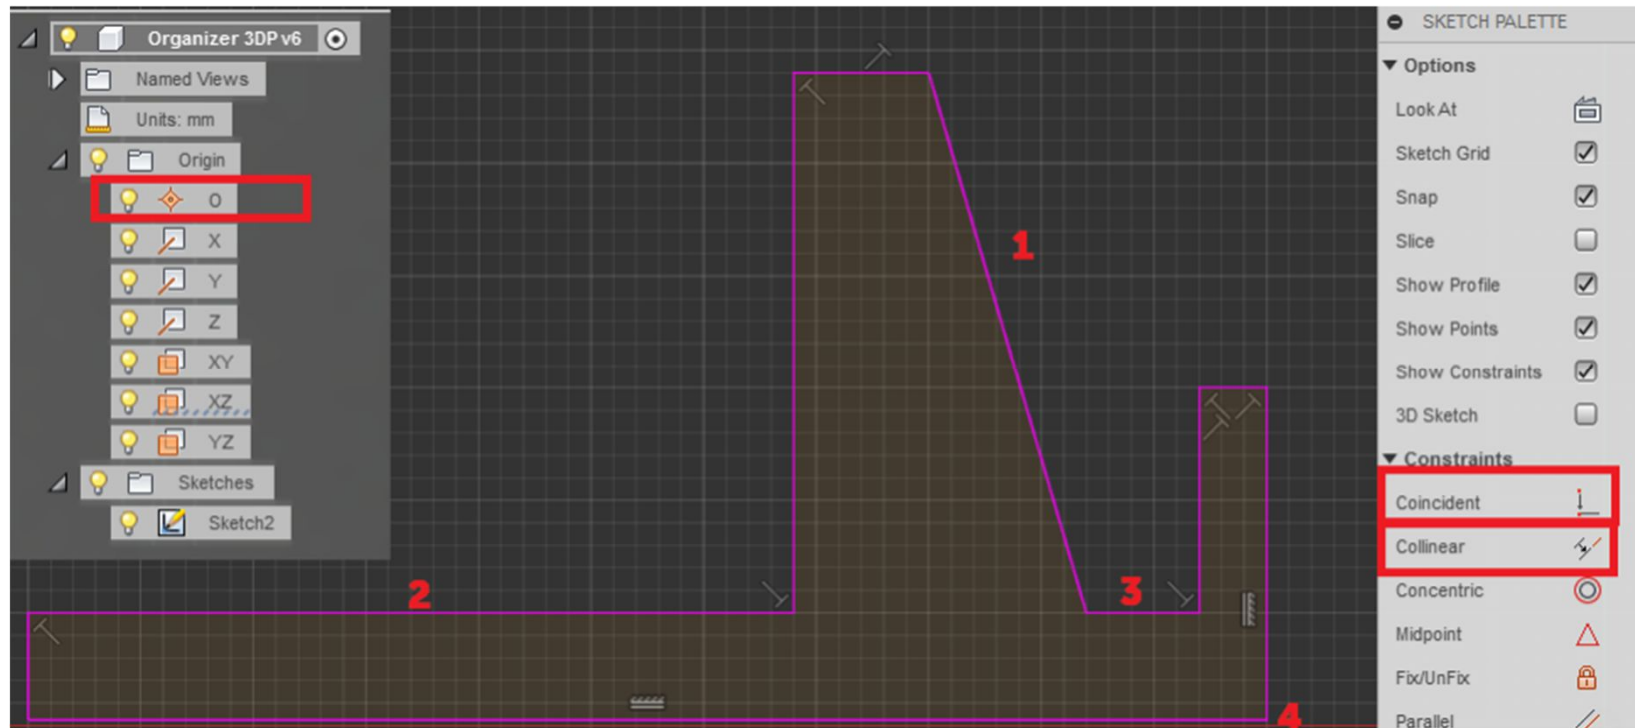 Organizer 3DP v6
Named Views
Units: mm
Origin
O
X
Y
Z
XY
XZ
YZ
Sketches
Sketch2
1
2
3
4
SKETCH PALETTE
Options
Look At
Sketch Grid
Snap
Slice
Show Profile
Show Points
Show Constraints
3D Sketch
Constraints
Coincident
Collinear
Concentric
Midpoint
Fix/UnFix
Parallel